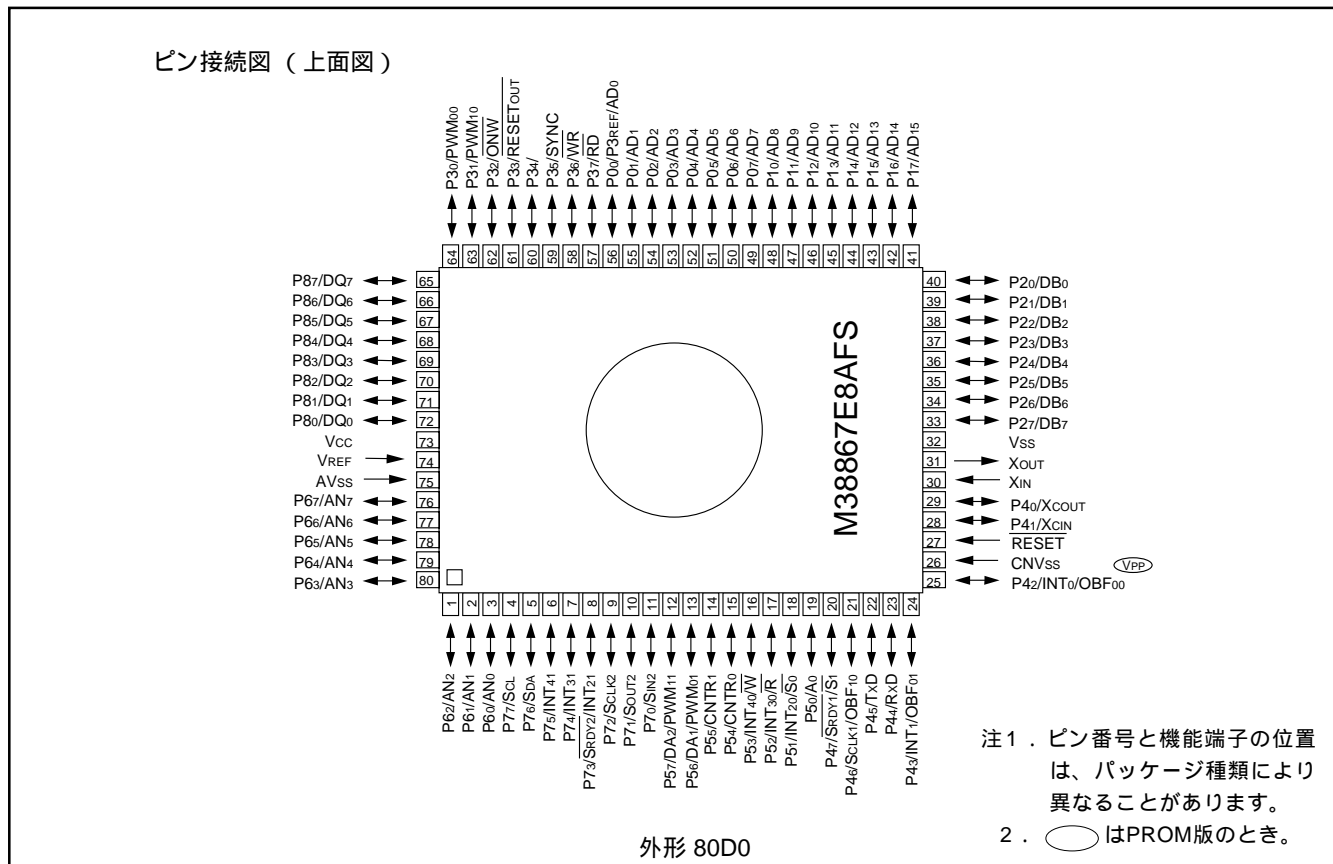 ピン接続図 ( 上面図 )
P30/PWM00
P31/PWM10
P32/ONW
P33/RESETOUT
P34/
P35/SYNC
P36/WR
P37/RD
P00/P3REF/AD0
P01/AD1
P02/AD2
P03/AD3
P04/AD4
P05/AD5
P06/AD6
P07/AD7
P10/AD8
P11/AD9
P12/AD10
P13/AD11
P14/AD12
P15/AD13
P16/AD14
P17/AD15
64 63 62 61 60 59 58 57 56 55 54 53 52 51 50 49 48 47 46 45 44 43 42 41
P87/DQ7 65
P86/DQ6 66
P85/DQ5 67
P84/DQ4 68
P83/DQ3 69
P82/DQ2 70
P81/DQ1 71
P80/DQ0 72
VCC 73
VREF 74
AVSS 75
P67/AN7 76
P66/AN6 77
P65/AN5 78
P64/AN4 79
P63/AN3 80
M38867E8AFS
40 P20/DB0
39 P21/DB1
38 P22/DB2
37 P23/DB3
36 P24/DB4
35 P25/DB5
34 P26/DB6
33 P27/DB7
32 VSS
31 XOUT
30 XIN
29 P40/XCOUT
28 P41/XCIN
27 RESET
26 CNVSS VPP
25 P42/INT0/OBF00
1 2 3 4 5 6 7 8 9 10 11 12 13 14 15 16 17 18 19 20 21 22 23 24
P62/AN2
P61/AN1
P60/AN0
P77/SCL
P76/SDA
P75/INT41
P74/INT31
P73/SRDY2/INT21
P72/SCLK2
P71/SOUT2
P70/SIN2
P57/DA2/PWM11
P56/DA1/PWM01
P55/CNTR1
P54/CNTR0
P53/INT40/W
P52/INT30/R
P51/INT20/S0
P50/A0
P47/SRDY1/S1
P46/SCLK1/OBF10
P45/TXD
P44/RXD
P43/INT1/OBF01
外形 80D0
注1 . ピン番号と機能端子の位置
は、パッケージ種類により
異なることがあります。
2 . はPROM版のとき。